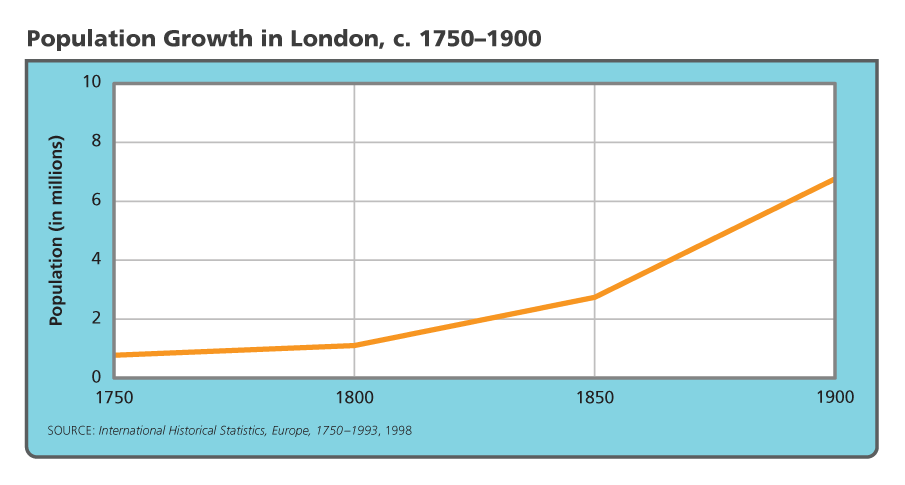 Population Growth in London, c. 1750–1900
Population (in millions)
10
8
6
4
2
0
1750 1800 1850 1900
SOURCE: International Historical Statistics, Europe, 1750–1993, 1998